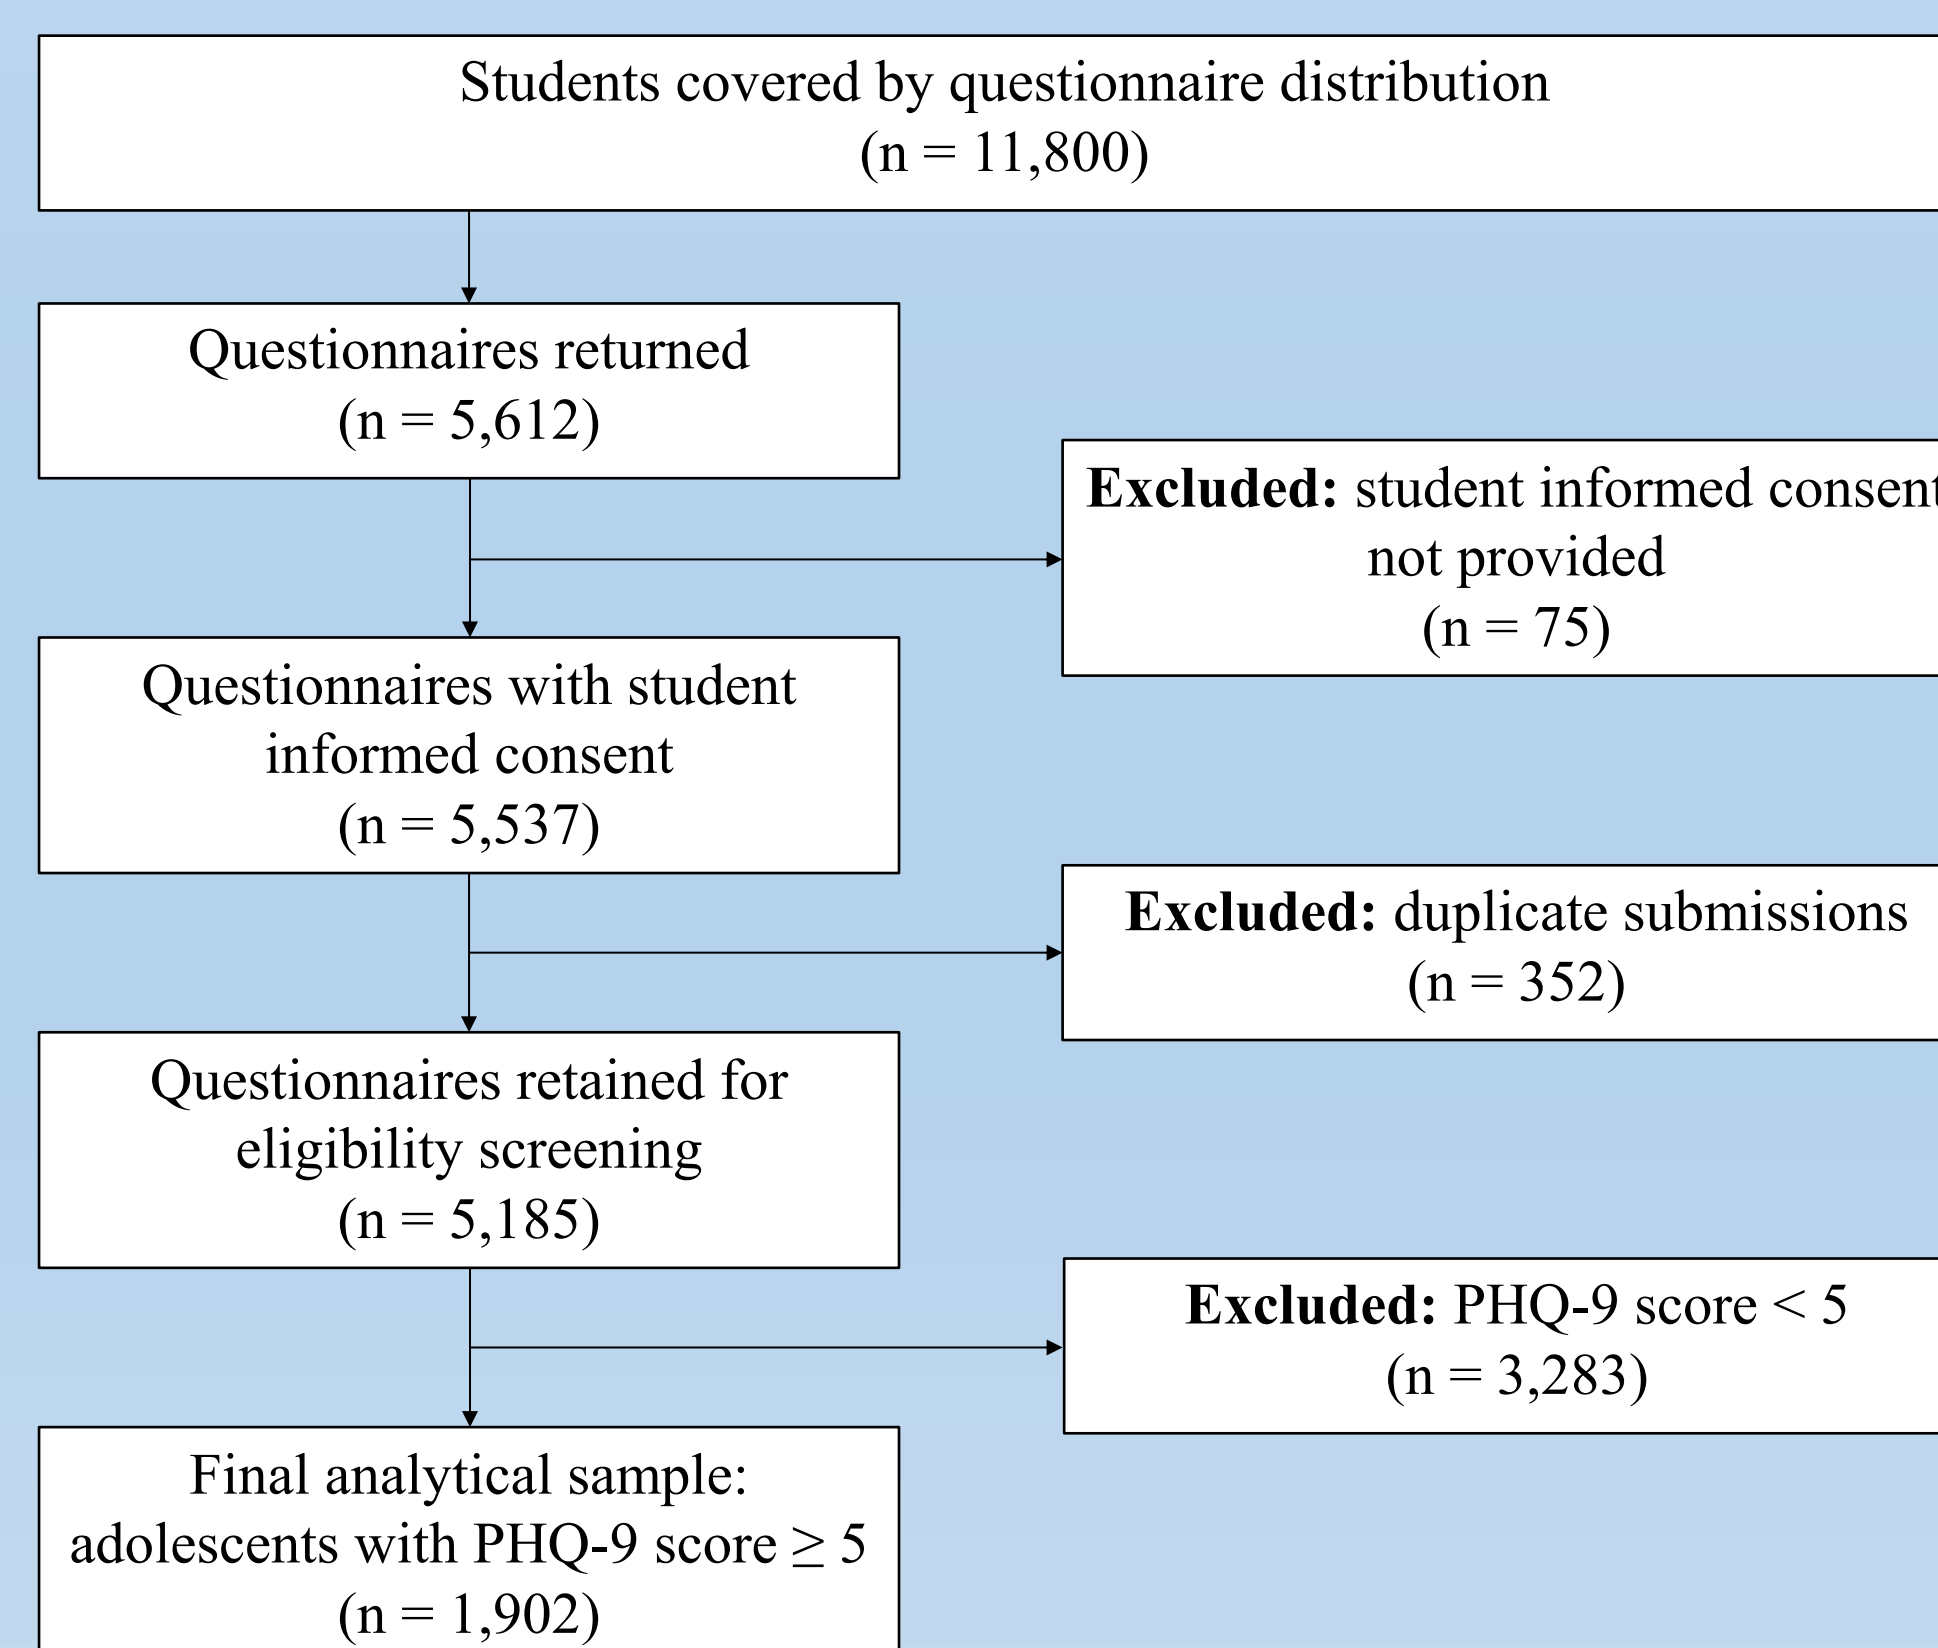 Students covered by questionnaire distribution
(n = 11,800)
Questionnaires returned
(n = 5,612)
Excluded: student informed consent
not provided
(n = 75)
Questionnaires with student
informed consent
(n = 5,537)
Excluded: duplicate submissions
(n = 352)
Questionnaires retained for
eligibility screening
(n = 5,185)
Excluded: PHQ-9 score < 5
(n = 3,283)
Final analytical sample:
adolescents with PHQ-9 score ≥ 5
(n = 1,902)